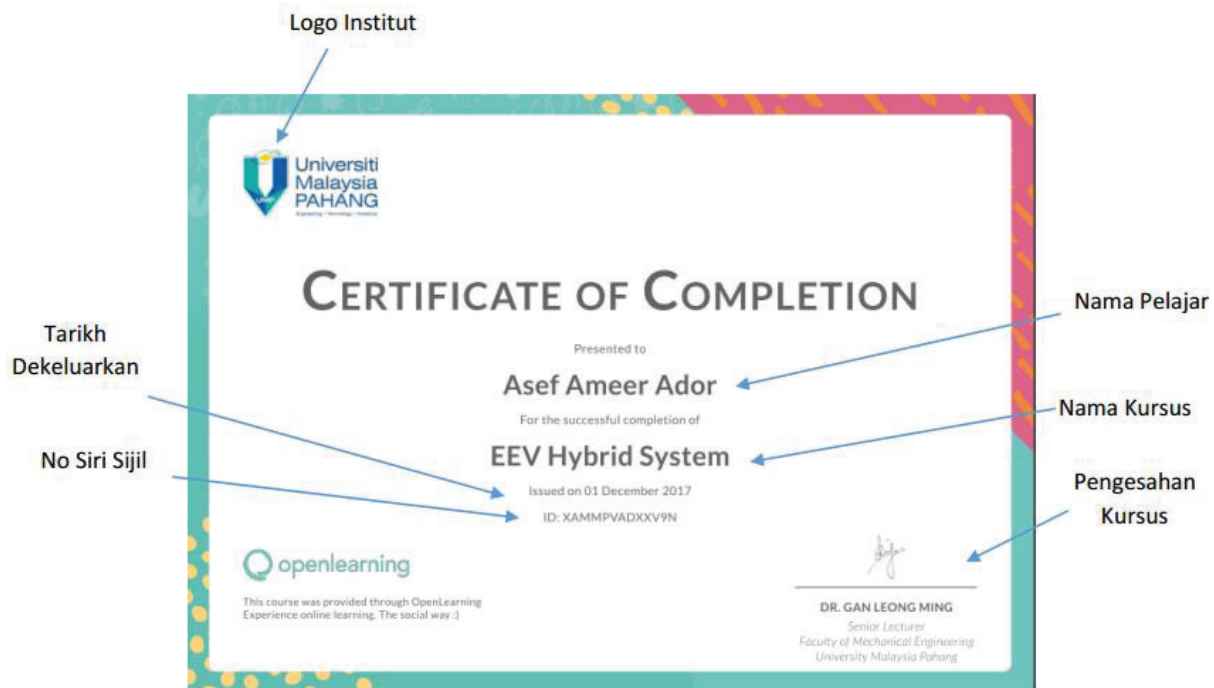 Logo Institut
Universiti
Malaysia
PAHANG
UMP
CERTIFICATE OF COMPLETION
Nama Pelajar
Presented to
Tarikh
Dekeluarkan
Asef Ameer Ador
For the successful completion of
Nama Kursus
EEV Hybrid System
No Siri Sijil
Issued on 01 December 2017
ID: XAMMPVADXXV9N
Pengesahan
Kursus
openlearning
This course was provided through OpenLearning
Experience online learning. The social way :)
DR. GAN LEONG MING
Senior Lecturer
Faculty of Mechanical Engineering
University Malaysia Pahang